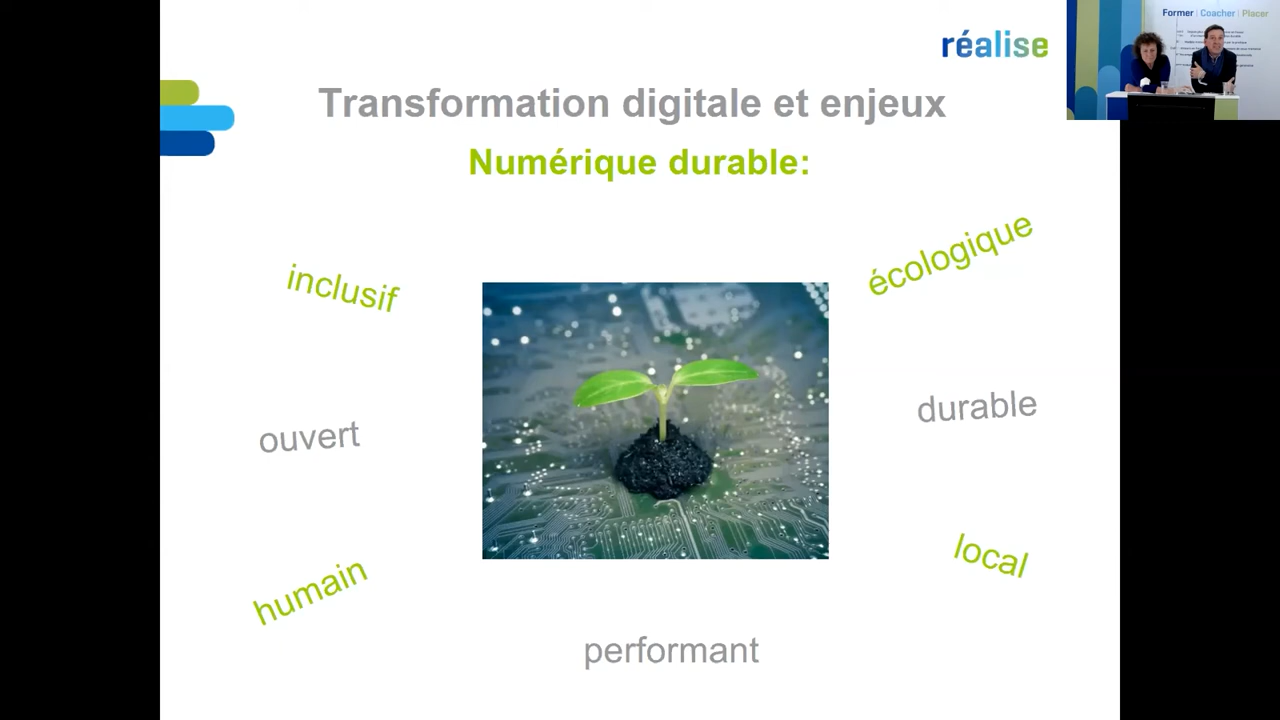 réalise
Former | Coacher | Placer
Transformation digitale et enjeux
Numérique durable:
inclusif
écologique
ouvert
durable
humain
local
performant